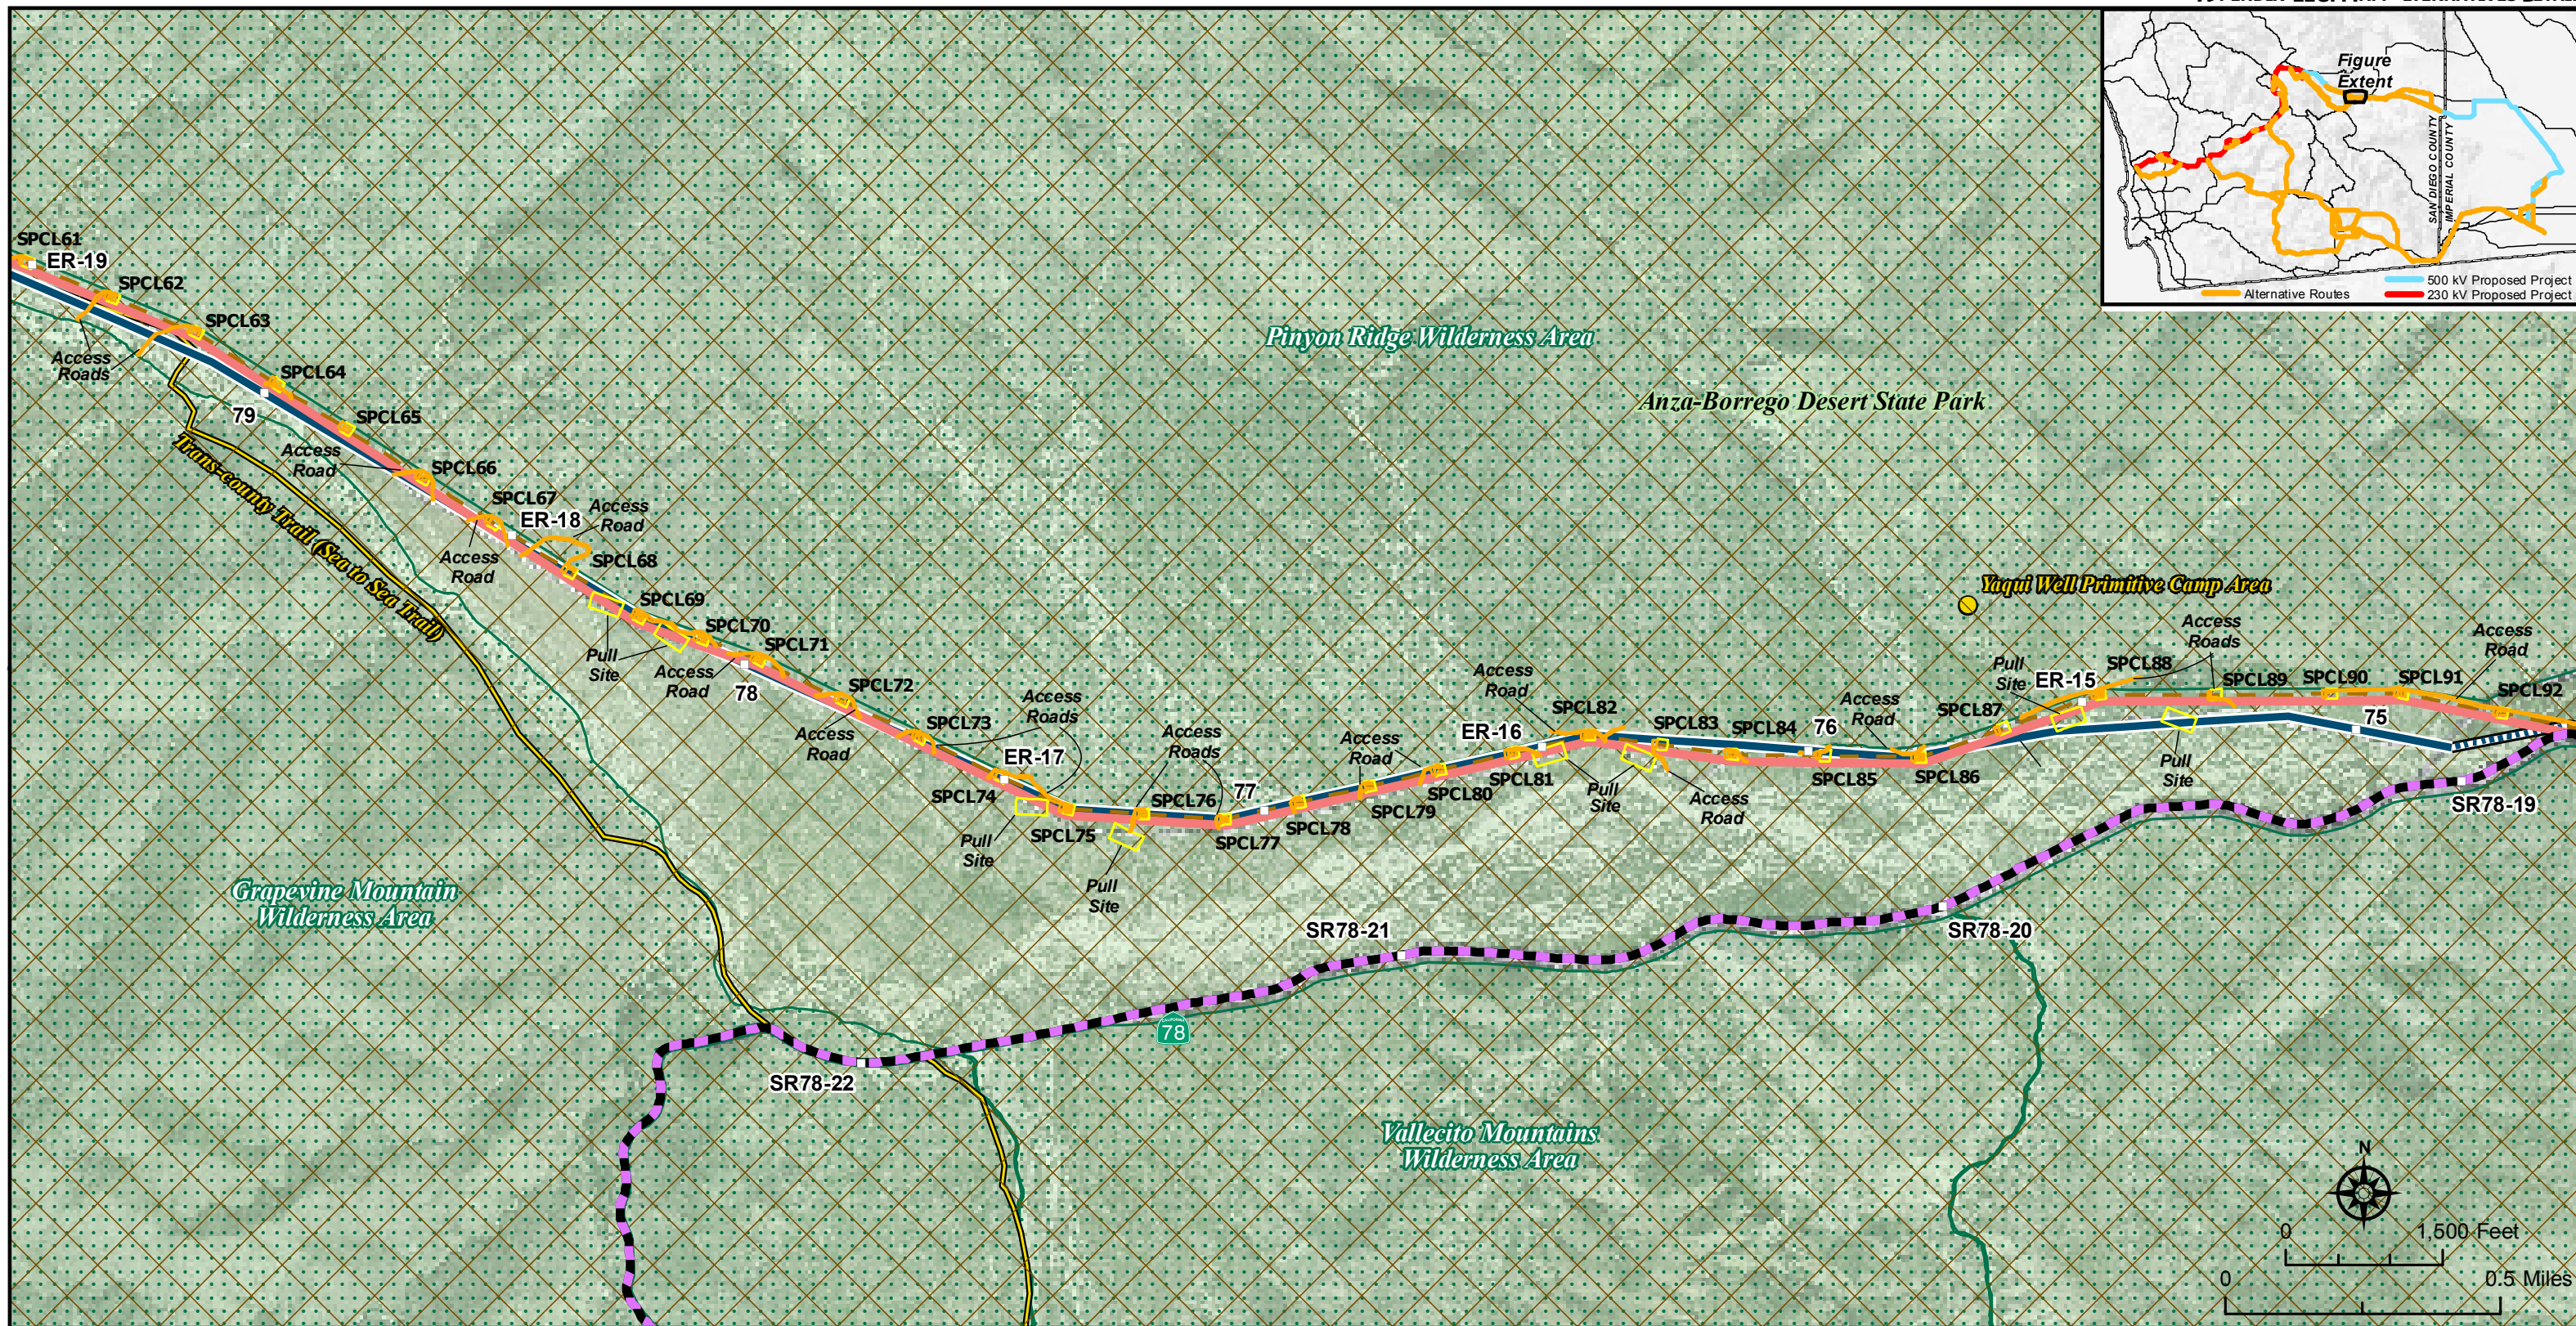 Figure
Extent
SAN DIEGO COUNTY
IMPERIAL COUNTY
500 kV Proposed Project
Alternative Routes
230 kV Proposed Project
SPCL61
ER-19
SPCL62
SPCL63
Access
Roads
SPCL64
79
SPCL65
Access
Road
SPCL66
Trans-county Trail (Sea to Sea Trail)
SPCL67
ER-18
Access
Road
Access
Road
SPCL68
SPCL69
Pull
Site
SPCL70
SPCL71
Access
Road
78
SPCL72
Access
Road
SPCL73
Access
Roads
ER-17
SPCL74
Pull
Site
SPCL75
Access
Roads
SPCL76
Pull
Site
77
SPCL77
SPCL78
Access
Road
SPCL79
SPCL80
ER-16
SPCL81
Access
Road
SPCL82
Pull
Site
SPCL83
Access
Road
SPCL84
76
SPCL85
Access
Road
SPCL86
SPCL87
Pull
Site
ER-15
SPCL88
Access
Roads
SPCL89
Pull
Site
SPCL90
75
SPCL91
Access
Road
SPCL92
Pinyon Ridge Wilderness Area
Anza-Borrego Desert State Park
Yaqui Well Primitive Camp Area
Grapevine Mountain
Wilderness Area
SR78-19
SR78-20
SR78-21
CALIFORNIA
78
SR78-22
Vallecito Mountains
Wilderness Area
N
0 1,500 Feet
0 0.5 Miles